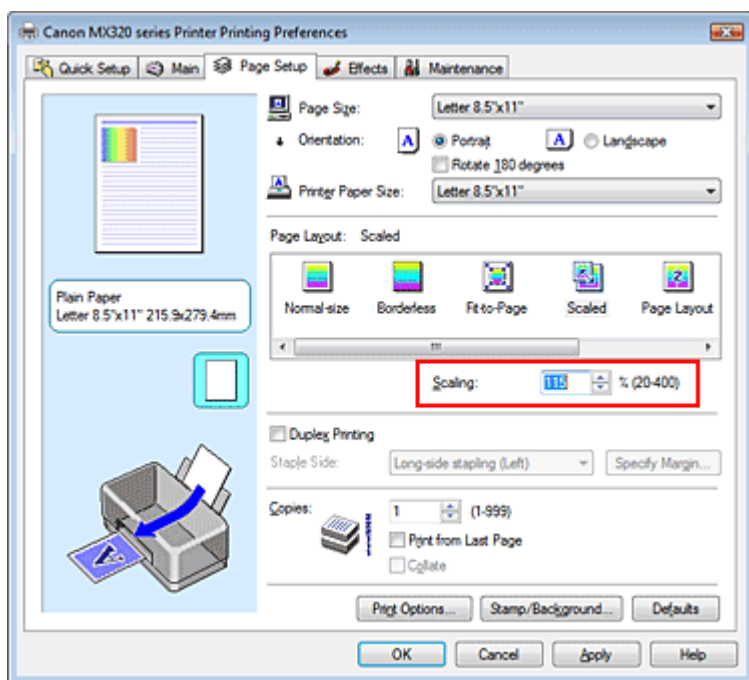 Canon MX320 series Printer Printing Preferences
Quick Setup Main Page Setup Effects Maintenance
Page Size: Letter 8.5"x11"
Orientation: A Portrait A Landscape
Rotate 180 degrees
Printer Paper Size: Letter 8.5"x11"
Page Layout: Scaled
Normal-size Borderless Fit-to-Page Scaled Page Layout
Plain Paper
Letter 8.5"x11" 215.9x279.4mm
Scaling: 115 % (20-400)
Duplex Printing
Staple Side: Long-side stapling (Left) Specify Margin...
Copies: 1 (1-999)
Print from Last Page
Collate
Print Options... Stamp/Background... Defaults
OK Cancel Apply Help